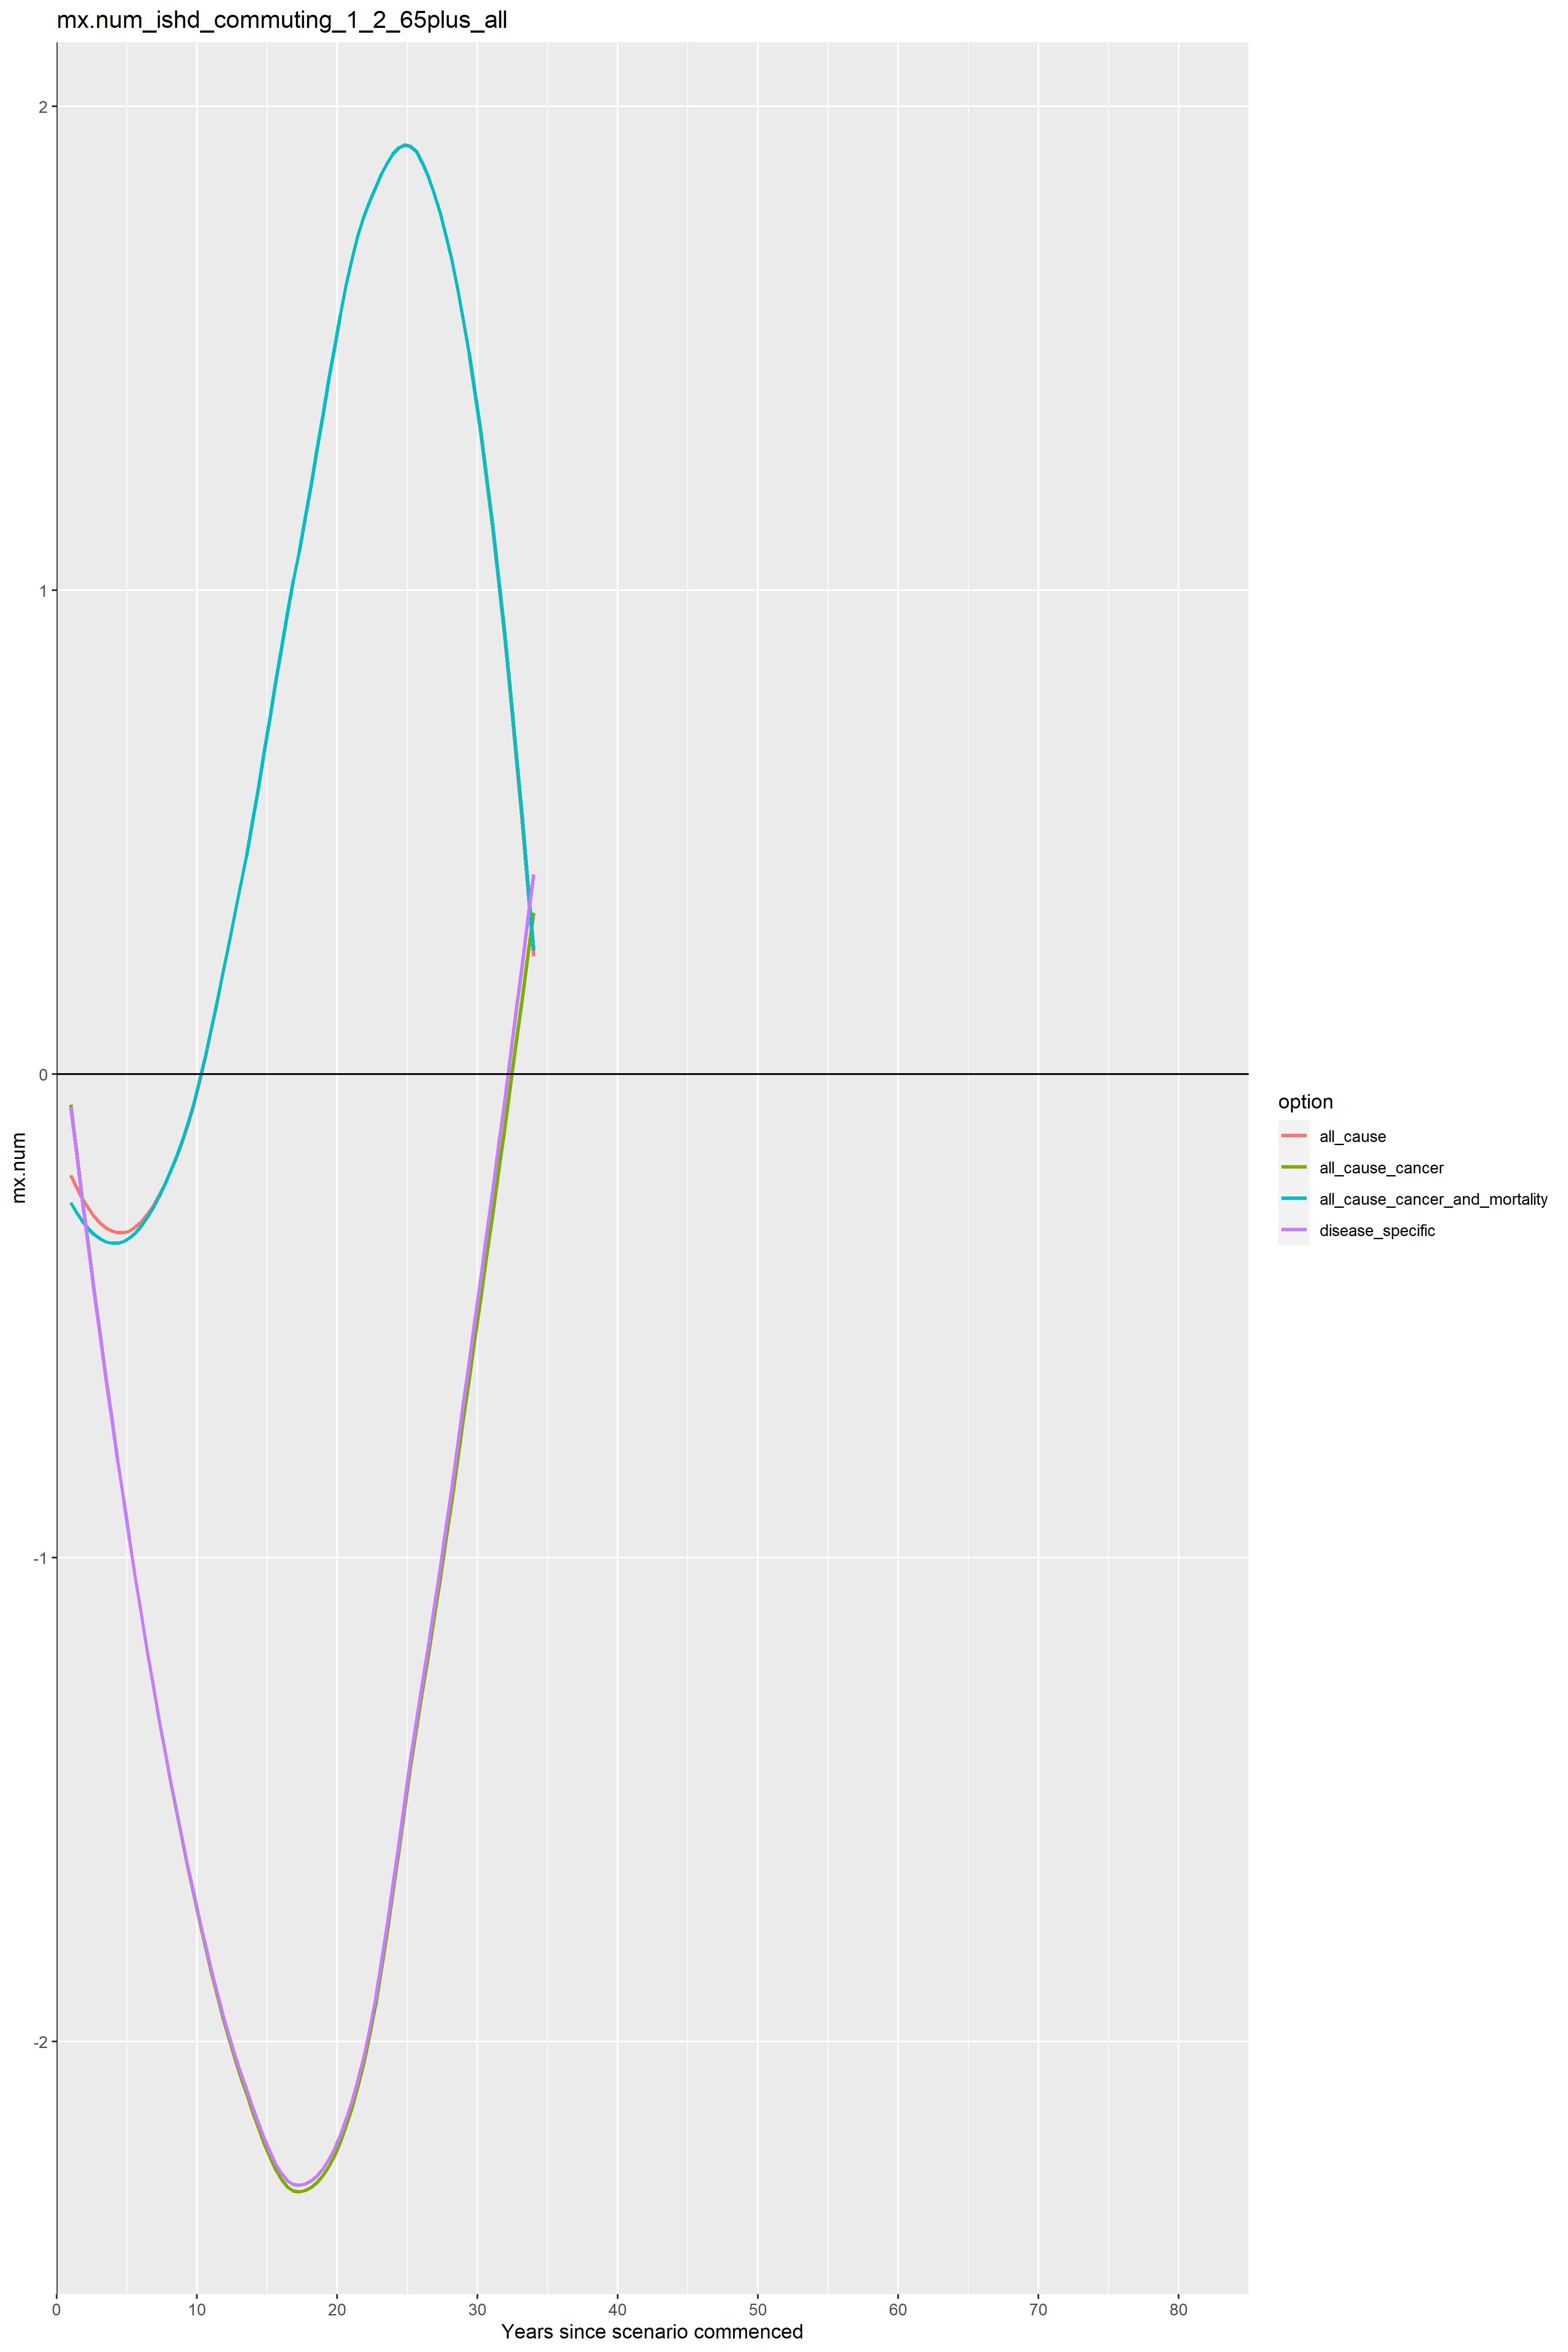 mx.num_ishd_commuting_1_2_65plus_all
2
1
0
-1
-2
mx.num
0 10 20 30 40 50 60 70 80
Years since scenario commenced
option
all_cause
all_cause_cancer
all_cause_cancer_and_mortality
disease_specific